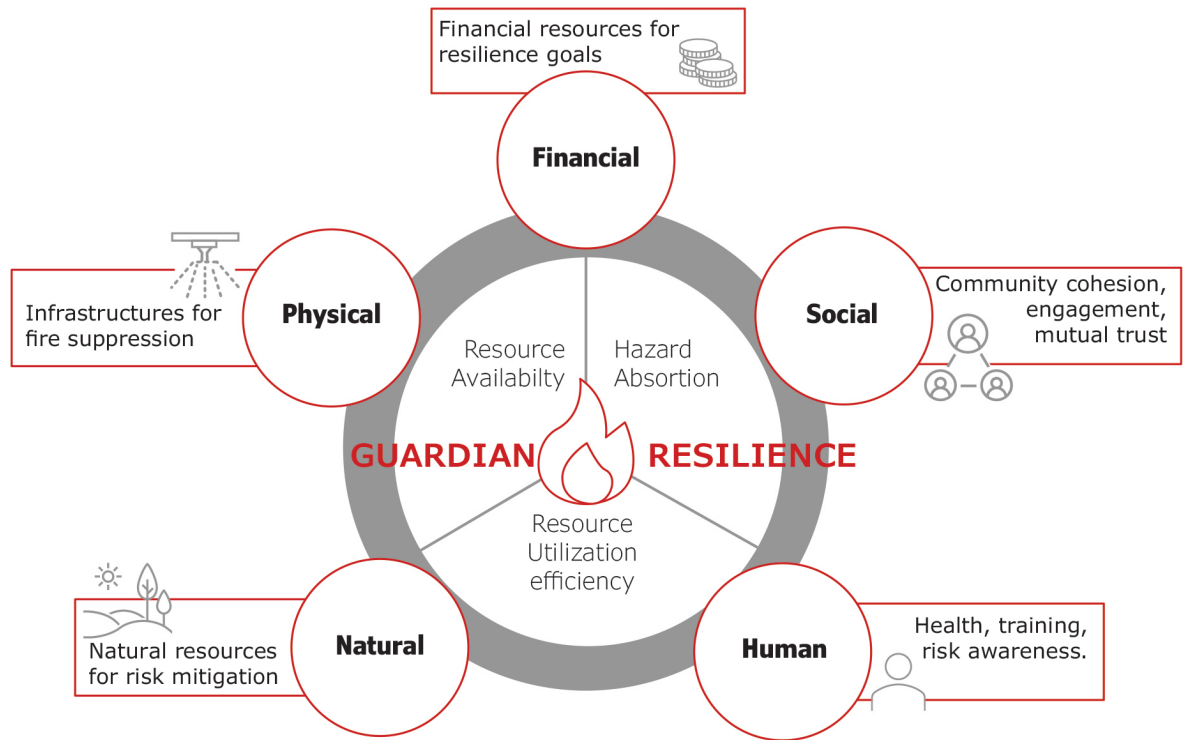 Financial resources for
resilience goals
Financial
Physical
Infrastructures for
fire suppression
Social
Community cohesion,
engagement,
mutual trust
Resource
Availabilty
Hazard
Absortion
GUARDIAN RESILIENCE
Resource
Utilization
efficiency
Natural
Natural resources
for risk mitigation
Human
Health, training,
risk awareness.